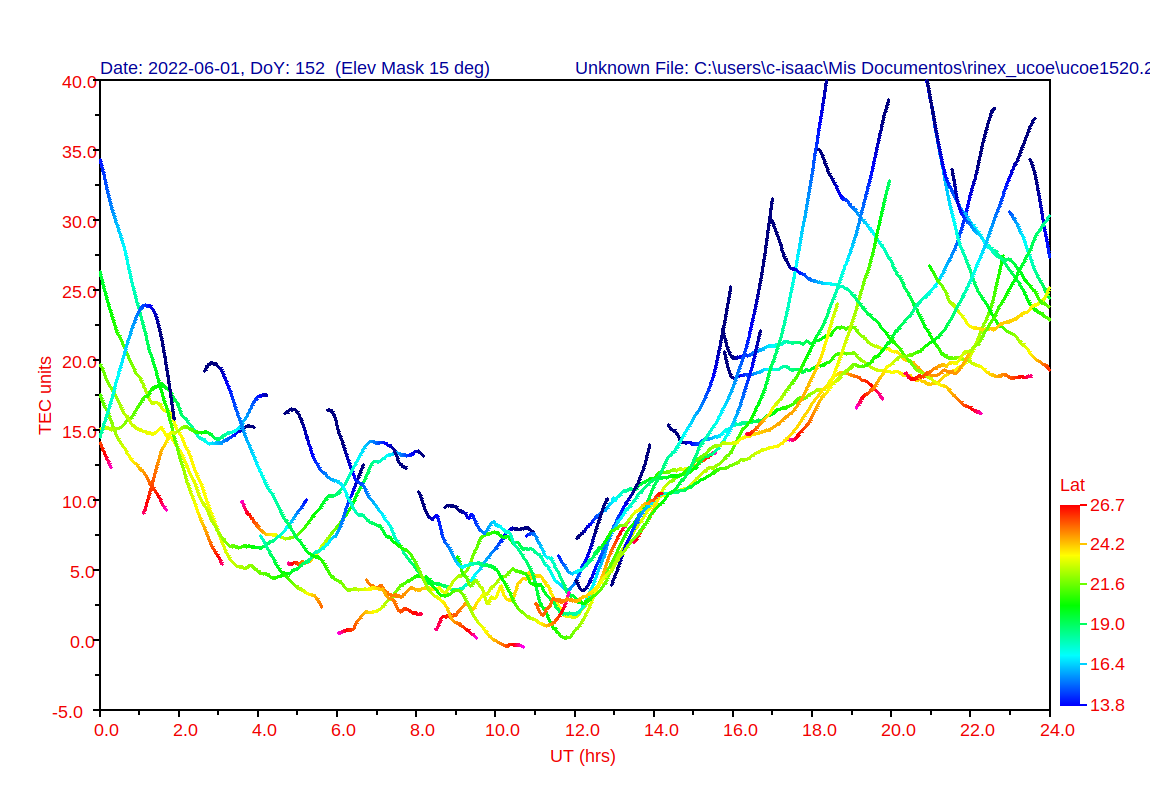 Date: 2022-06-01, DoY: 152  (Elev Mask 15 deg)
Unknown File: C:\users\c-isaac\Mis Documentos\rinex_ucoe\ucoe1520.2
40.0
35.0
30.0
25.0
20.0
15.0
10.0
5.0
0.0
-5.0
TEC units
0.0 2.0 4.0 6.0 8.0 10.0 12.0 14.0 16.0 18.0 20.0 22.0 24.0
UT (hrs)
Lat
26.7
24.2
21.6
19.0
16.4
13.8